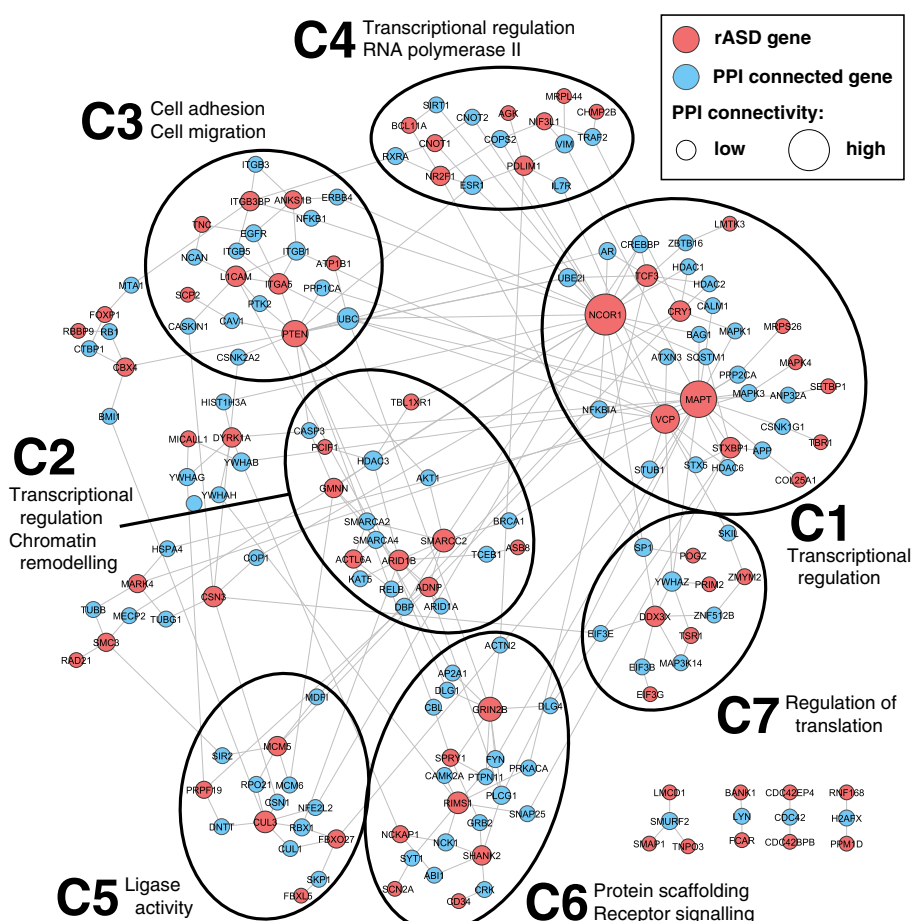 C4 Transcriptional regulation
RNA polymerase II
rASD gene
PPI connected gene
PPI connectivity:
low high
C3 Cell adhesion
Cell migration
SIRT1
CNOT2
AGK
MRPL44
CHMP2B
BCL11A
NIF3L1
CNOT1
COPS2
VIM
TRAF2
RXRA
NR2F1
PDLIM1
ESR1
IL7R
ITGB3
ITGB3BP
ANKS1B
ERBB4
NFKB1
TNC
EGFR
NCAN
ITGB5
ITGB1
ATP1B1
L1CAM
ITGA5
PPP1CA
SCP2
PTK2
CASKIN1
CAV1
UBC
PTEN
CSNK2A2
MTA1
FOXP1
RBBP9
RB1
CTBP1
CBX4
BMI1
HIST1H3A
MICALL1
DYRK1A
YWHAB
YWHAG
YWHAH
LMTK3
AR
CREBBP
ZBTB16
UBE2I
TCF3
HDAC1
HDAC2
NCOR1
CRY1
CALM1
BAG1
MAPK1
MRPS26
ATXN3
SQSTM1
PPP2CA
MAPK4
MAPT
MAPK3
ANP32A
SETBP1
NFKBIA
VCP
CSNK1G1
STXBP1
APP
TBR1
STUB1
STX5
HDAC6
COL25A1
C1
Transcriptional
regulation
C2
Transcriptional
regulation
Chromatin
remodelling
TBL1XR1
CASP3
PCIF1
HDAC3
AKT1
GMNN
SMARCA2
SMARCA4
SMARCC2
BRCA1
ASB8
TCEB1
ACTL6A
ARID1B
KAT5
RELB
ADNP
DBP
ARID1A
HSPA4
COP1
MARK4
CSN3
TUBB
MECP2
TUBG1
SMC3
RAD21
SKIL
SP1
POGZ
YWHAZ
PRIM2
ZMYM2
DDX3X
ZNF512B
EIF3E
TSR1
EIF3B
MAP3K14
EIF3G
C7 Regulation of
translation
ACTN2
AP2A1
DLG1
CBL
GRIN2B
DLG4
SPRY1
FYN
PRKACA
CAMK2A
PTPN11
PLCG1
RIMS1
SNAP25
GRB2
NCKAP1
NCK1
SYT1
SHANK2
ABI1
SCN2A
CRK
CD34
C6 Protein scaffolding
Receptor signalling
MDFI
SIR2
MCM5
PRPF19
RPO21
MCM6
CSN1
NFE2L2
DNT1
CUL3
RBX1
CUL1
FBXO27
SKP1
FBXL5
C5 Ligase
activity
LMCD1
BANK1
CDC42EP4
RNF168
SMURF2
LYN
CDC42
H2AFX
SMAP1
TNPO3
FCAR
CDC42BPB
PPM1D